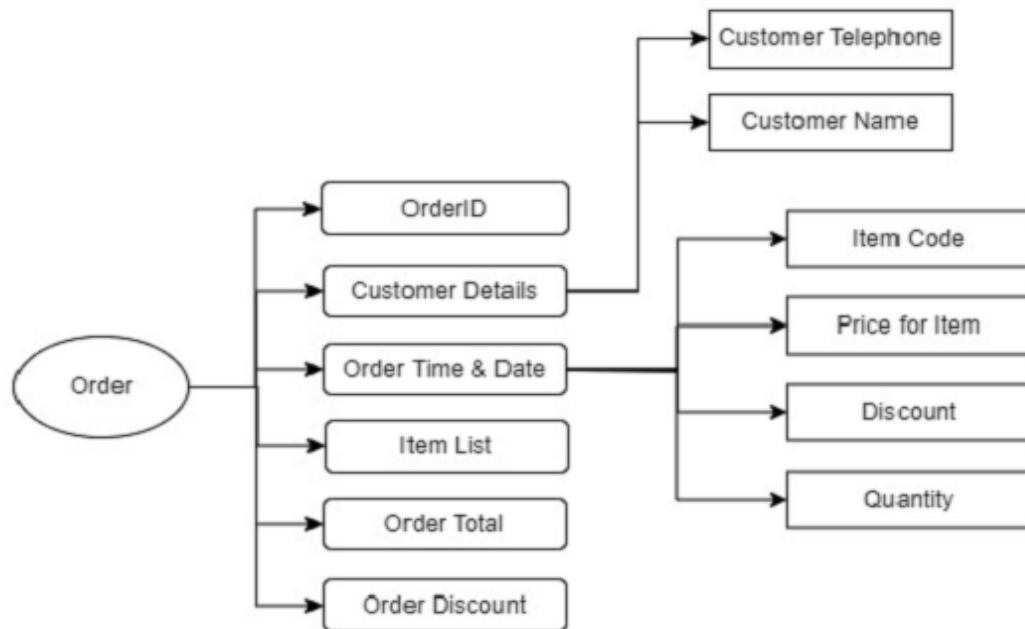 Customer Telephone
Customer Name
OrderID
Item Code
Customer Details
Price for Item
Order
Order Time & Date
Discount
Item List
Quantity
Order Total
Order Discount